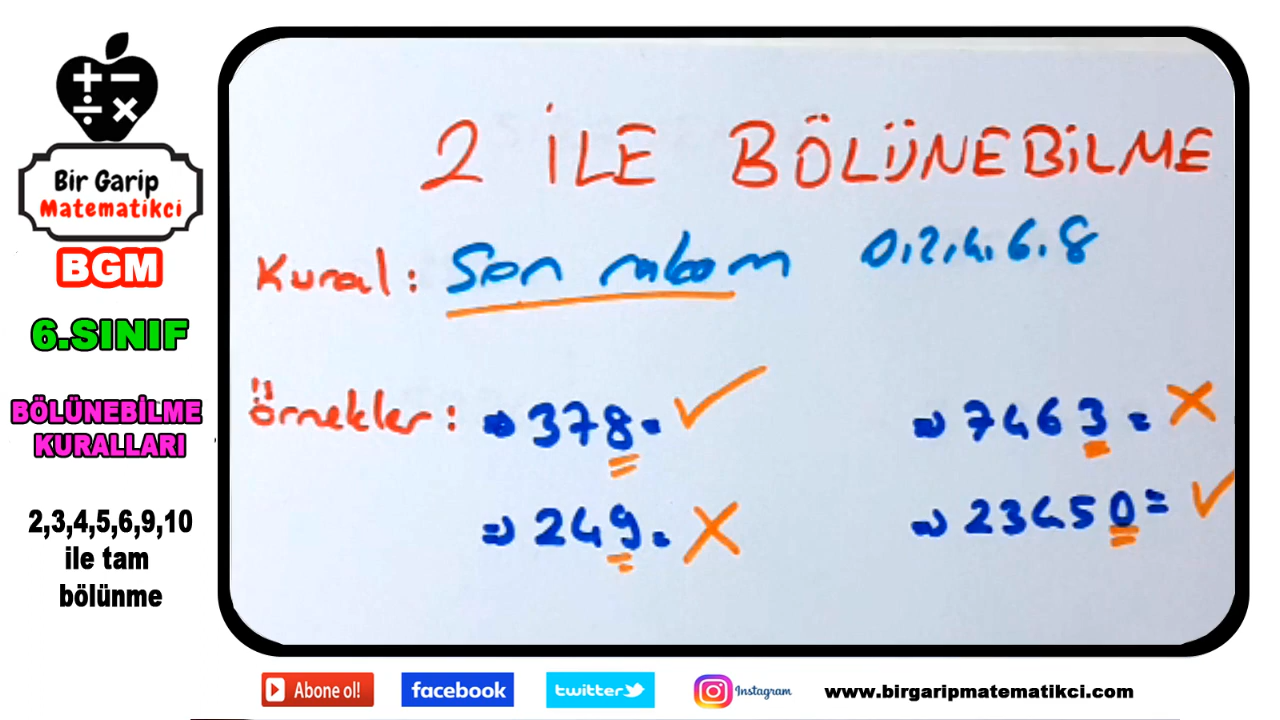 Bir Garip
Matematikci
BGM
6.SINIF
BÖLÜNEBİLME
KURALLARI
2,3,4,5,6,9,10
ile tam
bölünme
2 İLE BÖLÜNEBİLME
Kural: Son rakam 0,2,4,6,8
Örnekler: ⇒ 378 = ✓ ⇒ 7463 = X
⇒ 249 = X ⇒ 23450 = ✓
Abone ol! facebook twitter Instagram www.birgaripmatematikci.com